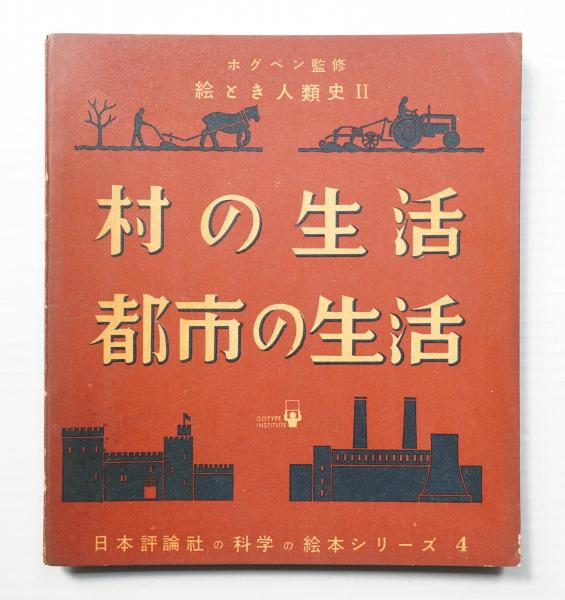 ホグベン監修
絵とき人類史II
村の生活
都市の生活
ISOTYPE
INSTITUTE
日本評論社の科学の絵本シリーズ 4